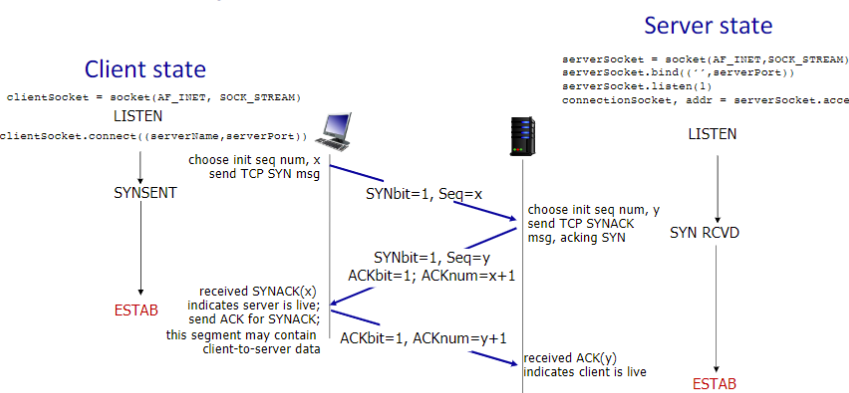 Server state
serverSocket = socket(AF_INET,SOCK_STREAM)
serverSocket.bind(('',serverPort))
serverSocket.listen(1)
connectionSocket, addr = serverSocket.acce
Client state
clientSocket = socket(AF_INET, SOCK_STREAM)
LISTEN
clientSocket.connect((serverName,serverPort))
LISTEN
choose init seq num, x
send TCP SYN msg
SYNSENT
SYNbit=1, Seq=x
choose init seq num, y
send TCP SYNACK
msg, acking SYN
SYN RCVD
SYNbit=1, Seq=y
ACKbit=1; ACKnum=x+1
received SYNACK(x)
indicates server is live;
send ACK for SYNACK;
this segment may contain
client-to-server data
ESTAB
ACKbit=1, ACKnum=y+1
received ACK(y)
indicates client is live
ESTAB